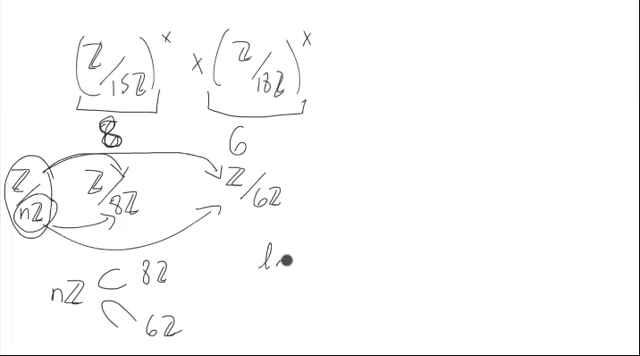 (Z/15Z)^x × (Z/18Z)^x
8 6
Z/nZ Z/8Z Z/6Z
nZ ⊂ 8Z
⊂ 6Z